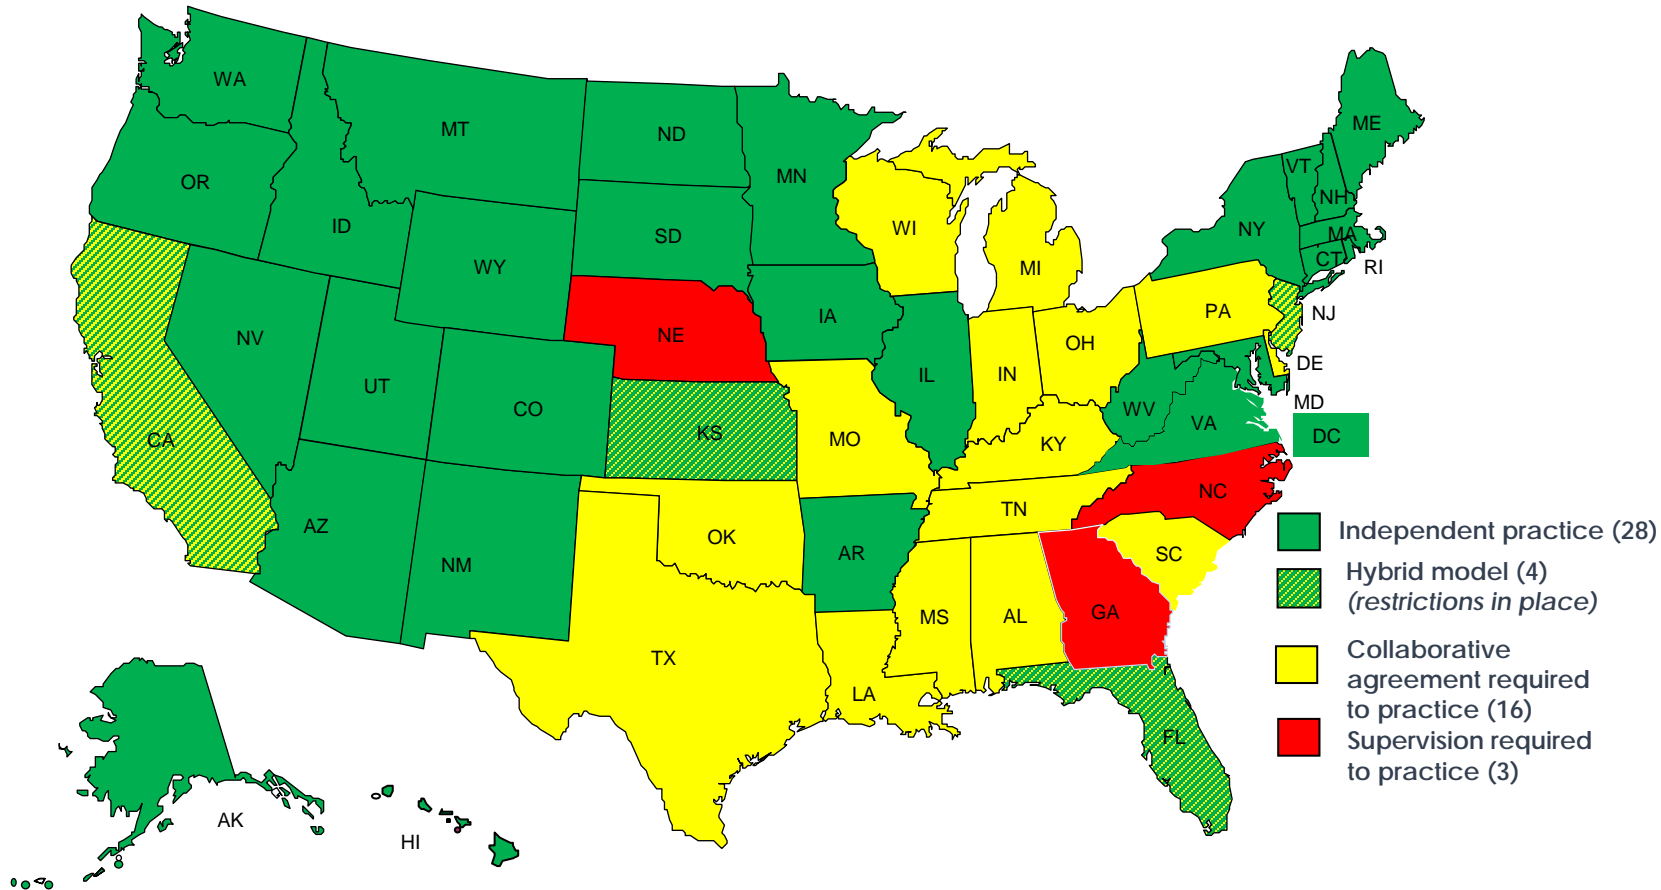 WA
MT
ND
MN
ME
VT
NH
OR
ID
SD
WI
NY
MA
CT
RI
WY
MI
NV
NE
IA
PA
NJ
OH
UT
IL
IN
DE
CO
WV
MD
CA
KS
MO
KY
VA
DC
AZ
NM
OK
AR
TN
NC
SC
TX
MS
AL
GA
LA
FL
AK
HI
Independent practice (28)
Hybrid model (4)
(restrictions in place)
Collaborative
agreement required
to practice (16)
Supervision required
to practice (3)